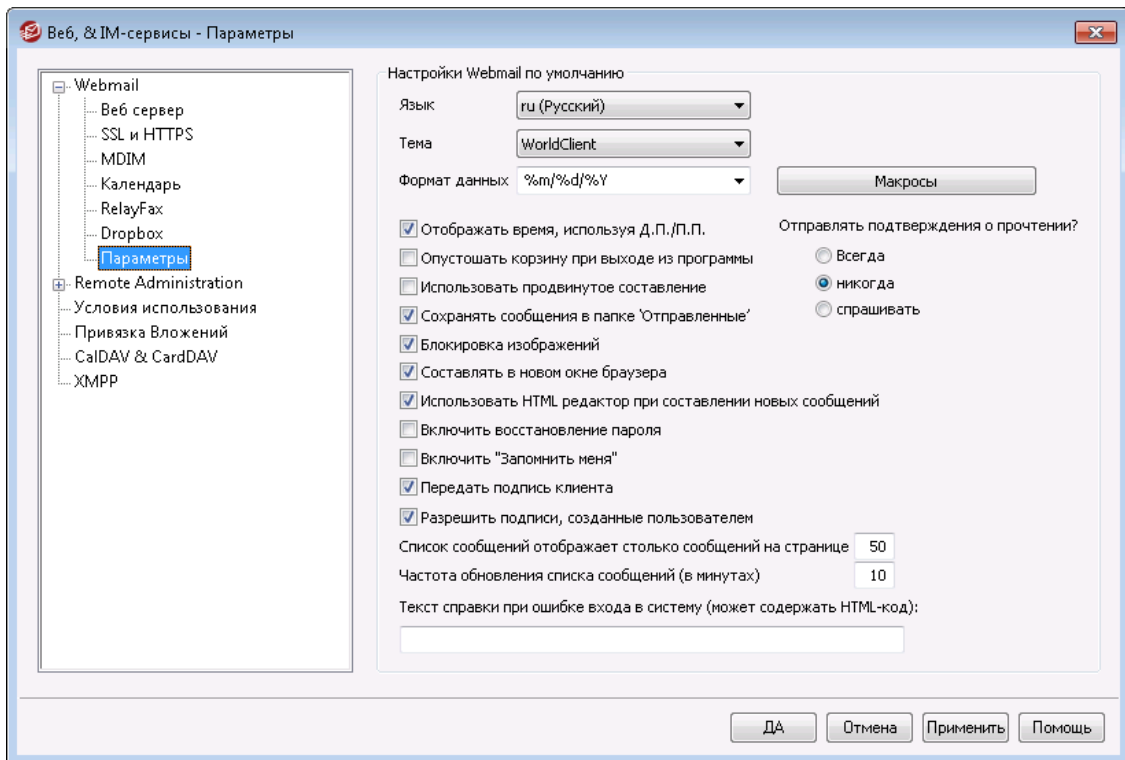 Веб, & IM-сервисы - Параметры
Webmail
Веб сервер
SSL и HTTPS
MDIM
Календарь
RelayFax
Dropbox
Параметры
Remote Administration
Условия использования
Привязка Вложений
CalDAV & CardDAV
XMPP
Настройки Webmail по умолчанию
Язык ru (Русский)
Тема WorldClient
Формат данных %m/%d/%Y Макросы
Отображать время, используя Д.П./П.П.
Опустошать корзину при выходе из программы
Использовать продвинутое составление
Сохранять сообщения в папке 'Отправленные'
Блокировка изображений
Составлять в новом окне браузера
Использовать HTML редактор при составлении новых сообщений
Включить восстановление пароля
Включить "Запомнить меня"
Передать подпись клиента
Разрешить подписи, созданные пользователем
Отправлять подтверждения о прочтении?
Всегда
никогда
спрашивать
Список сообщений отображает столько сообщений на странице 50
Частота обновления списка сообщений (в минутах) 10
Текст справки при ошибке входа в систему (может содержать HTML-код):
ДА Отмена Применить Помощь